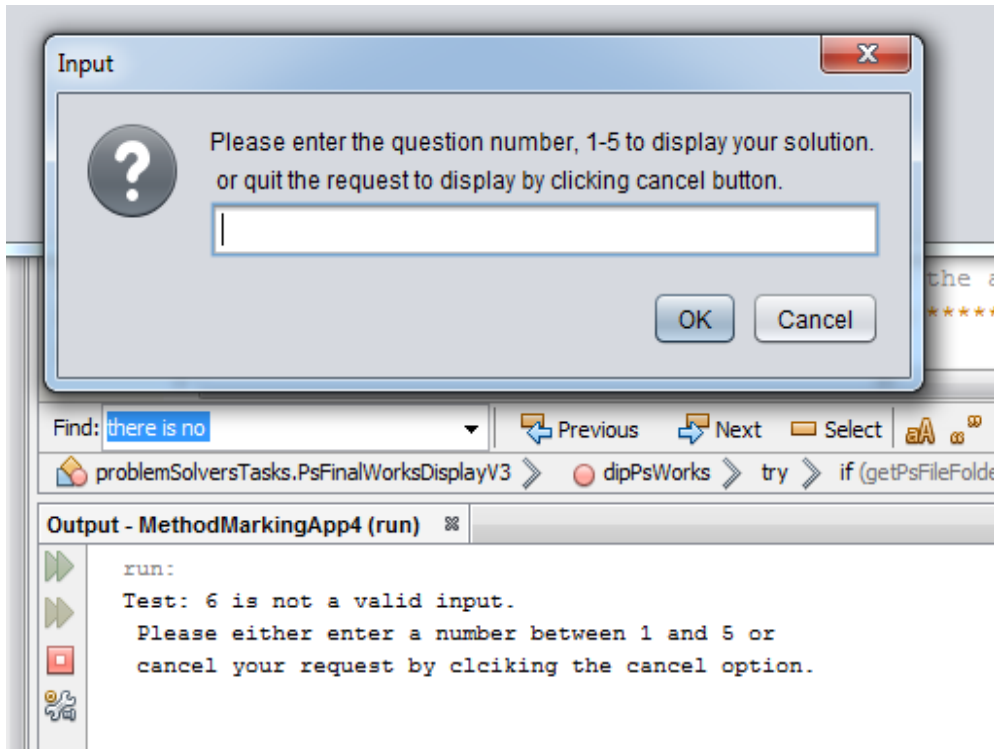 Input
x
Please enter the question number, 1-5 to display your solution.
or quit the request to display by clicking cancel button.
OK Cancel
the a
*****
Find: there is no Previous Next Select aA
problemSolversTasks.PsFinalWorksDisplayV3 dipPsWorks try if (getPsFileFolde
Output - MethodMarkingApp4 (run)
run:
Test: 6 is not a valid input.
Please either enter a number between 1 and 5 or
cancel your request by clciking the cancel option.